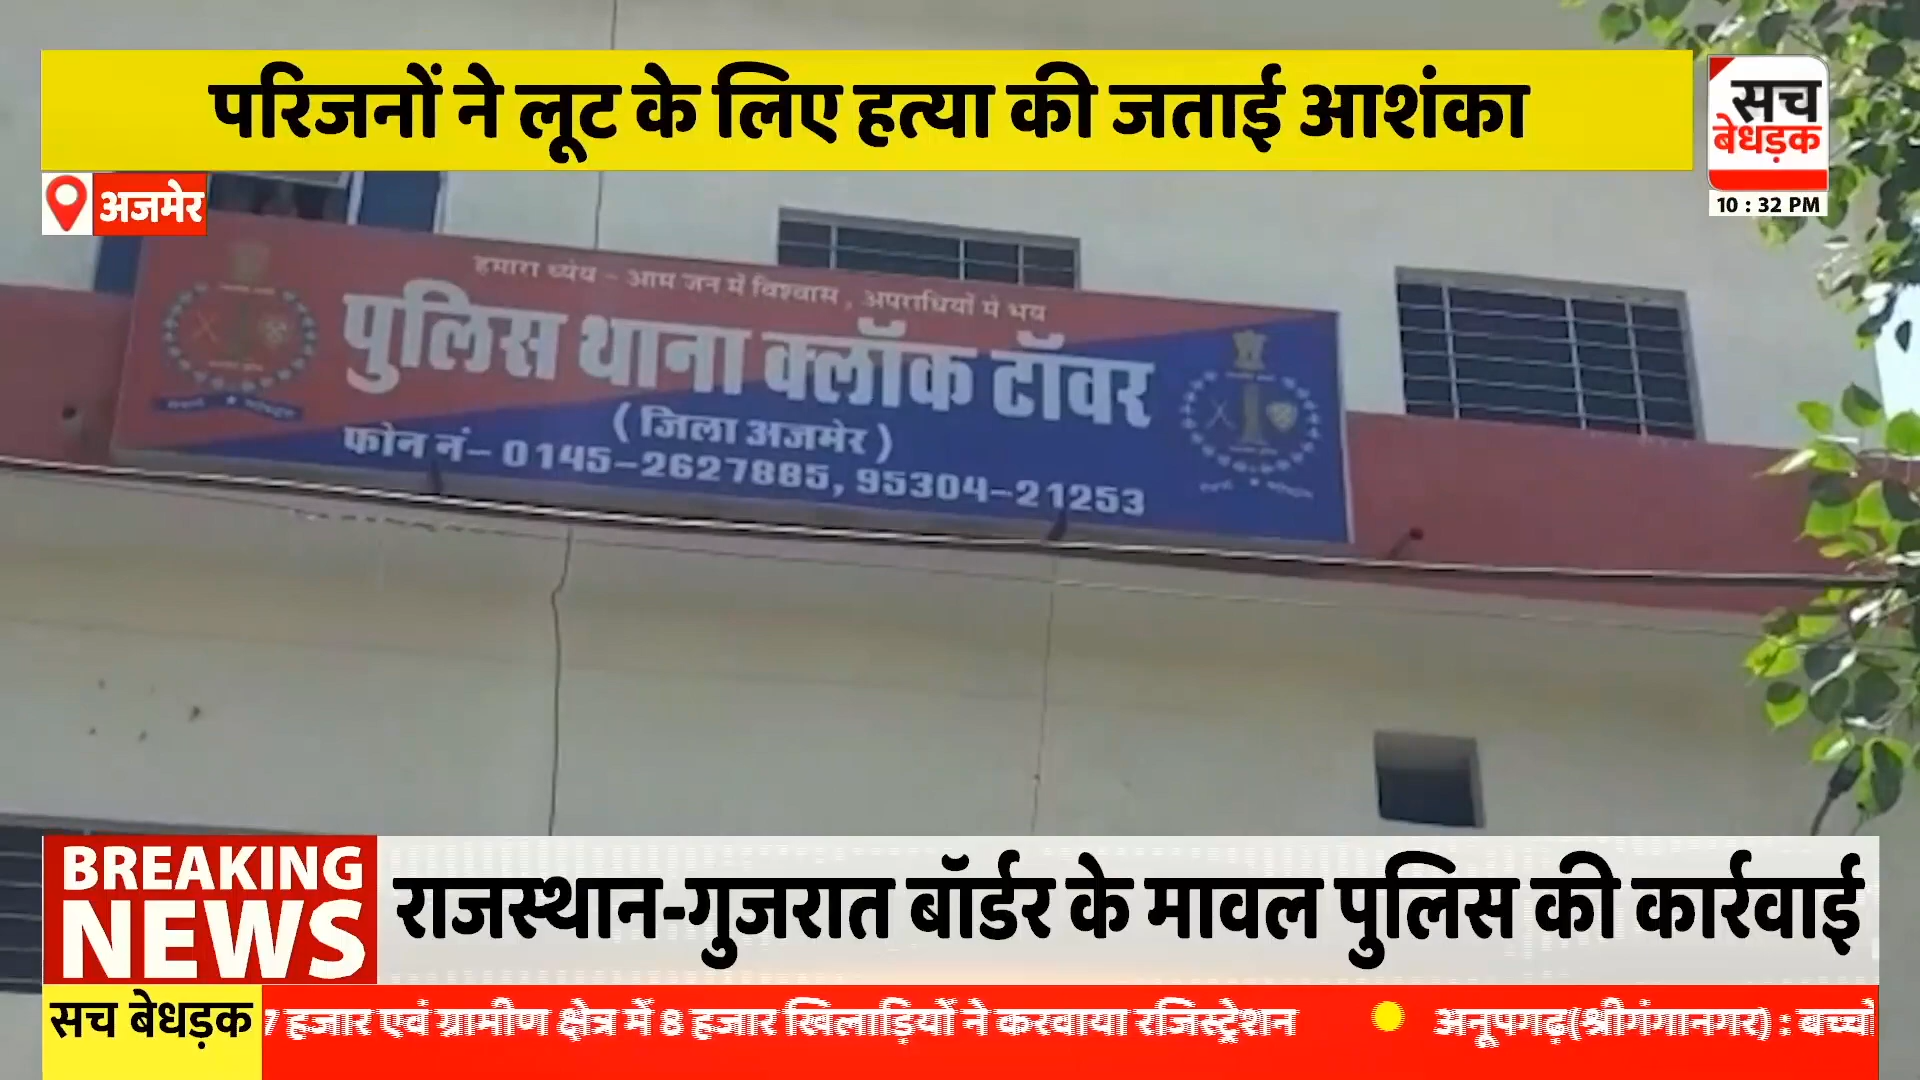 परिजनों ने लूट के लिए हत्या की जताई आशंका
सच
बेधड़क
10 : 32 PM
अजमेर
हमारा ध्येय - आम जन में विश्वास, अपराधियों में भय
पुलिस थाना क्लॉक टॉवर
( जिला अजमेर )
फोन नं- 0145-2627885, 95304-21253
BREAKING
NEWS
राजस्थान-गुजरात बॉर्डर के मावल पुलिस की कार्रवाई
सच बेधड़क
7 हजार एवं ग्रामीण क्षेत्र में 8 हजार खिलाड़ियों ने करवाया रजिस्ट्रेशन
अनूपगढ़(श्रीगंगानगर) : बच्चो